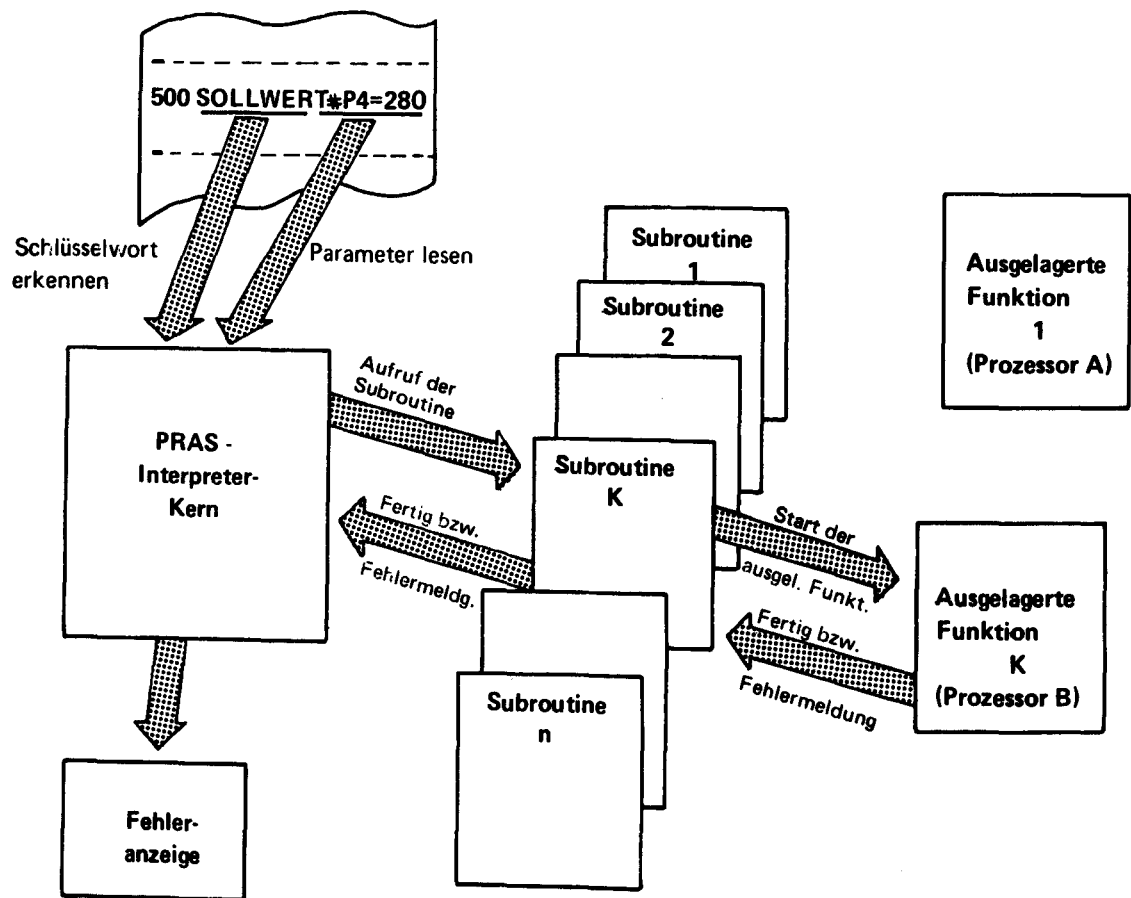 500 SOLLWERT*P4=280
Schlüsselwort
erkennen
Parameter lesen
PRAS -
Interpreter-
Kern
Aufruf der
Subroutine
Fertig bzw.
Fehlermeldg.
Fehler-
anzeige
Subroutine
1
Subroutine
2
Subroutine
K
Subroutine
n
Start der
ausgel. Funkt.
Fertig bzw.
Fehlermeldung
Ausgelagerte
Funktion
1
(Prozessor A)
Ausgelagerte
Funktion
K
(Prozessor B)